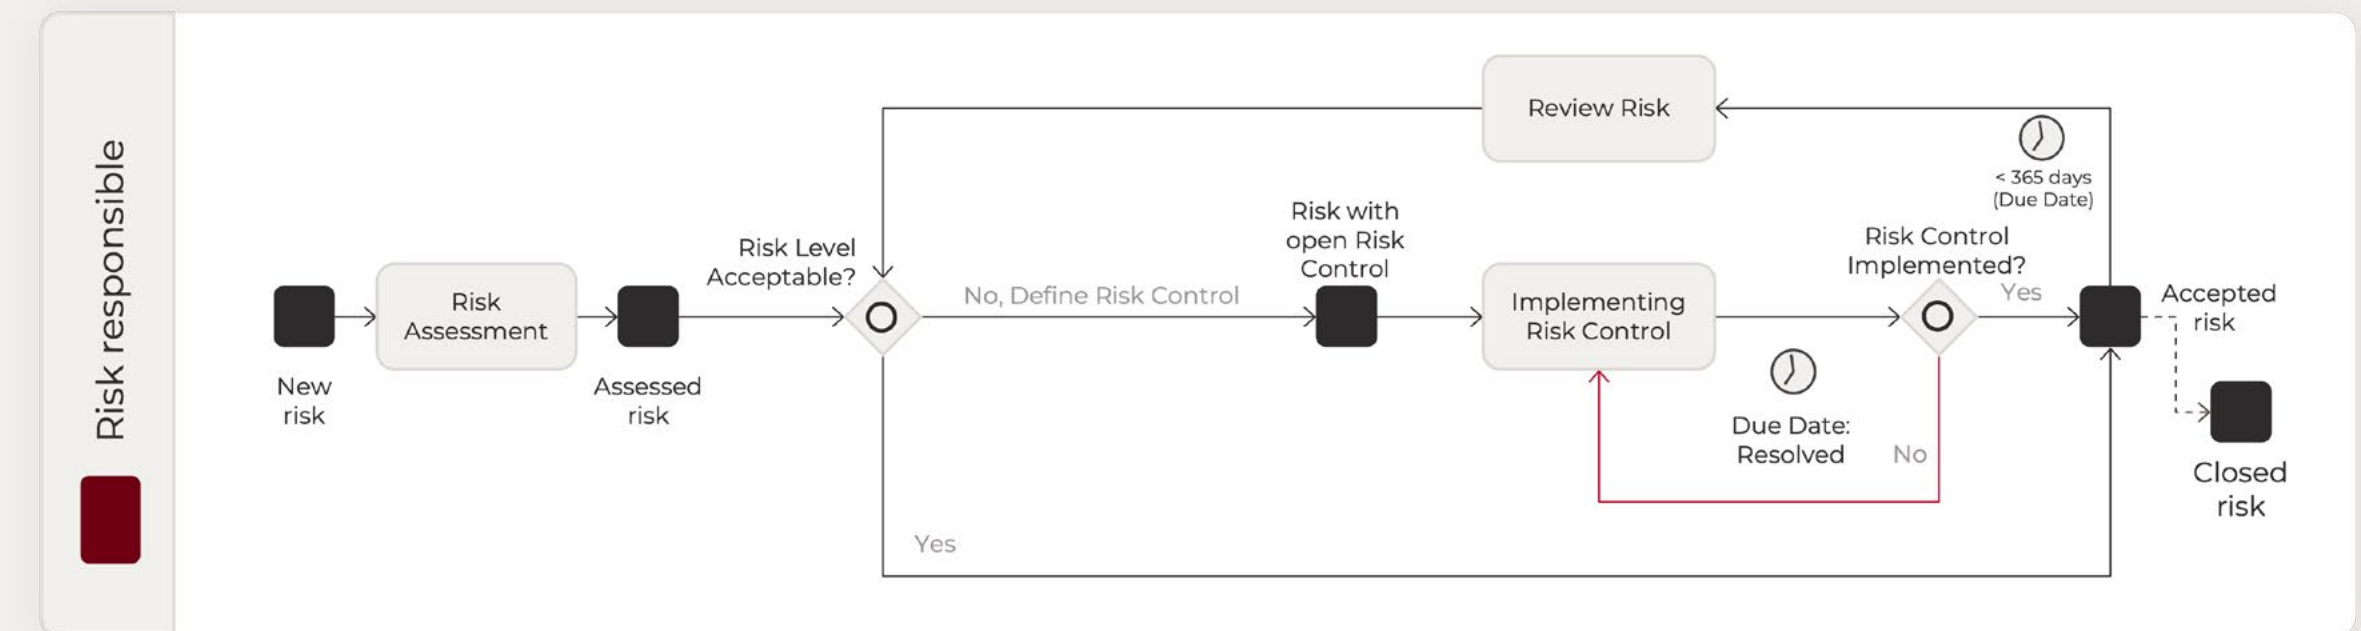 Risk responsible
New
risk
Risk
Assessment
Assessed
risk
Risk Level
Acceptable?
No, Define Risk Control
Yes
Risk with
open Risk
Control
Implementing
Risk Control
Review Risk
Due Date:
Resolved
Risk Control
Implemented?
Yes
No
< 365 days
(Due Date)
Accepted
risk
Closed
risk